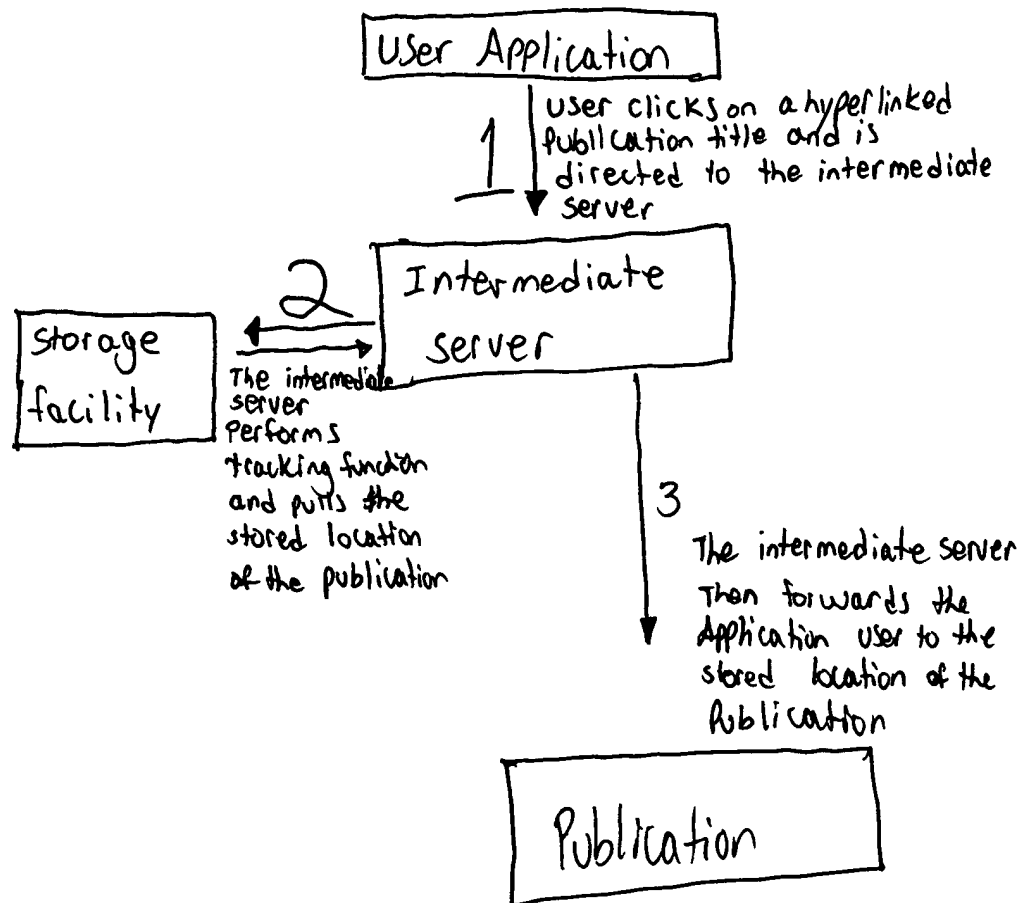 User Application
1
user clicks on a hyperlinked
Publication title and is
directed to the intermediate
server
2
Intermediate
server
storage
facility
The intermediate
server
Performs
tracking function
and pulls the
stored location
of the publication
3
The intermediate server
Then forwards the
Application user to the
stored location of the
Publication
Publication